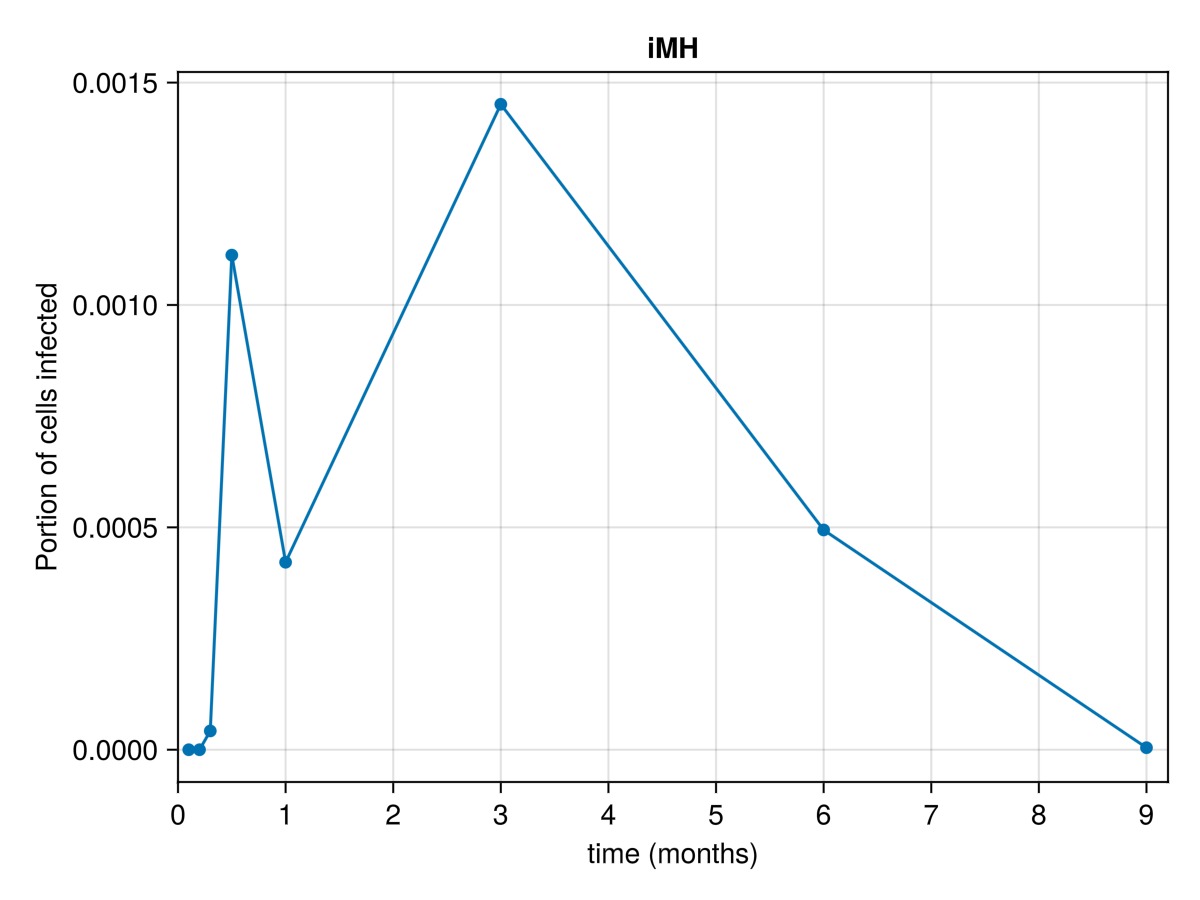 iMH
0.0015
0.0010
0.0005
0.0000
Portion of cells infected
0 1 2 3 4 5 6 7 8 9
time (months)